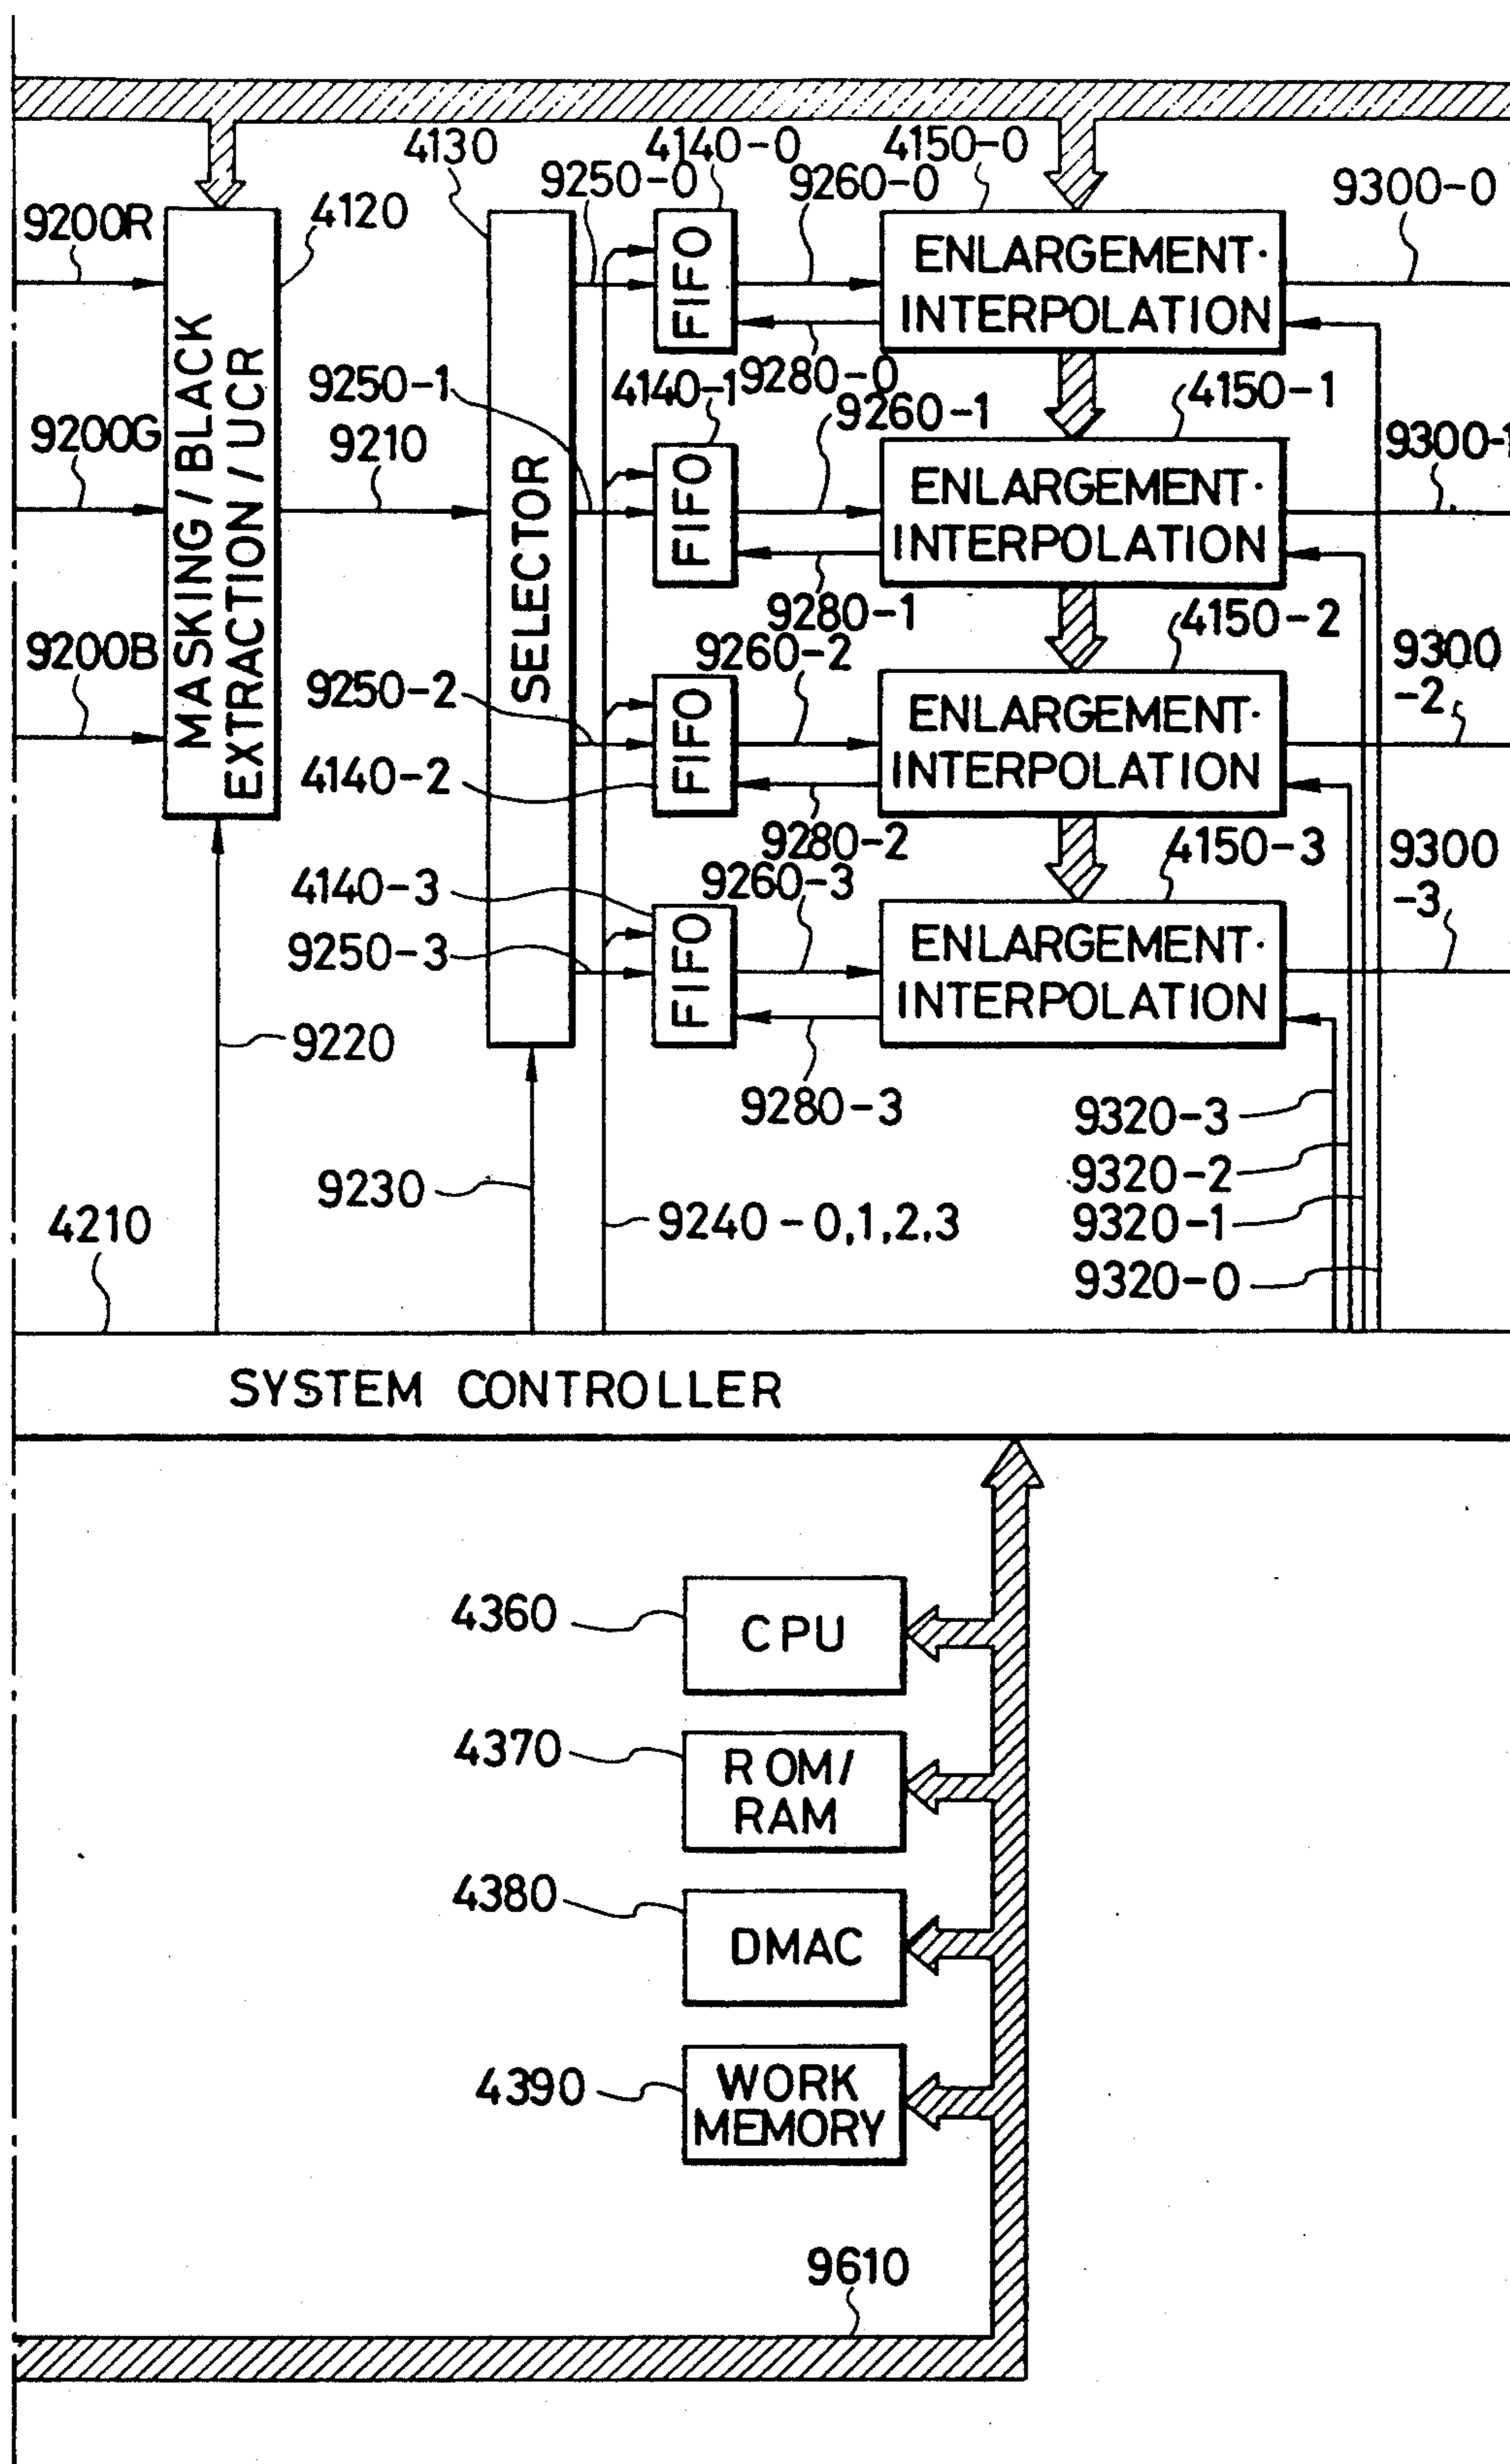 4130
4140-0
4150-0
9250-0
9260-0
9300-0
9200R
4120
ENLARGEMENT·
INTERPOLATION
FIFO
9280-0
4140-1
4150-1
9250-1
9260-1
9300-1
9200G
9210
MASKING/BLACK
EXTRACTION/UCR
SELECTOR
FIFO
ENLARGEMENT·
INTERPOLATION
9280-1
4150-2
9200B
9260-2
9300
-2
9250-2
FIFO
ENLARGEMENT·
INTERPOLATION
4140-2
9280-2
4150-3
9300
-3
4140-3
9260-3
9250-3
FIFO
ENLARGEMENT·
INTERPOLATION
9220
9280-3
9320-3
9230
9320-2
4210
9240-0,1,2,3
9320-1
9320-0
SYSTEM CONTROLLER
4360
CPU
4370
ROM/
RAM
4380
DMAC
4390
WORK
MEMORY
9610